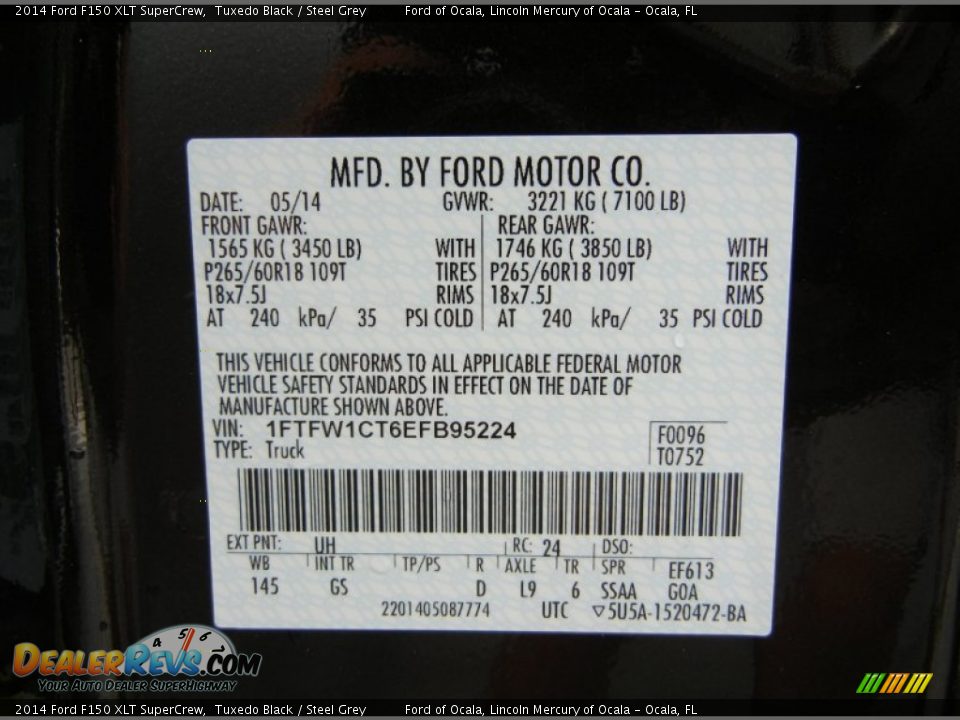 2014 Ford F150 XLT SuperCrew, Tuxedo Black / Steel Grey Ford of Ocala, Lincoln Mercury of Ocala - Ocala, FL
MFD. BY FORD MOTOR CO.
DATE: 05/14 GVWR: 3221 KG ( 7100 LB)
FRONT GAWR: REAR GAWR:
1565 KG ( 3450 LB) WITH 1746 KG ( 3850 LB) WITH
P265/60R18 109T TIRES P265/60R18 109T TIRES
18x7.5J RIMS 18x7.5J RIMS
AT 240 kPa/ 35 PSI COLD AT 240 kPa/ 35 PSI COLD
THIS VEHICLE CONFORMS TO ALL APPLICABLE FEDERAL MOTOR
VEHICLE SAFETY STANDARDS IN EFFECT ON THE DATE OF
MANUFACTURE SHOWN ABOVE.
VIN: 1FTFW1CT6EFB95224 F0096
TYPE: Truck T0752
EXT PNT: UH RC: 24 DSO:
WB INT TR TP/PS R AXLE TR SPR EF613
145 GS D L9 6 SSAA GOA
2201405087774 UTC ▽5U5A-1520472-BA
4 5 6
DEALERREVS.COM
YOUR AUTO DEALER SUPERHIGHWAY
2014 Ford F150 XLT SuperCrew, Tuxedo Black / Steel Grey Ford of Ocala, Lincoln Mercury of Ocala - Ocala, FL